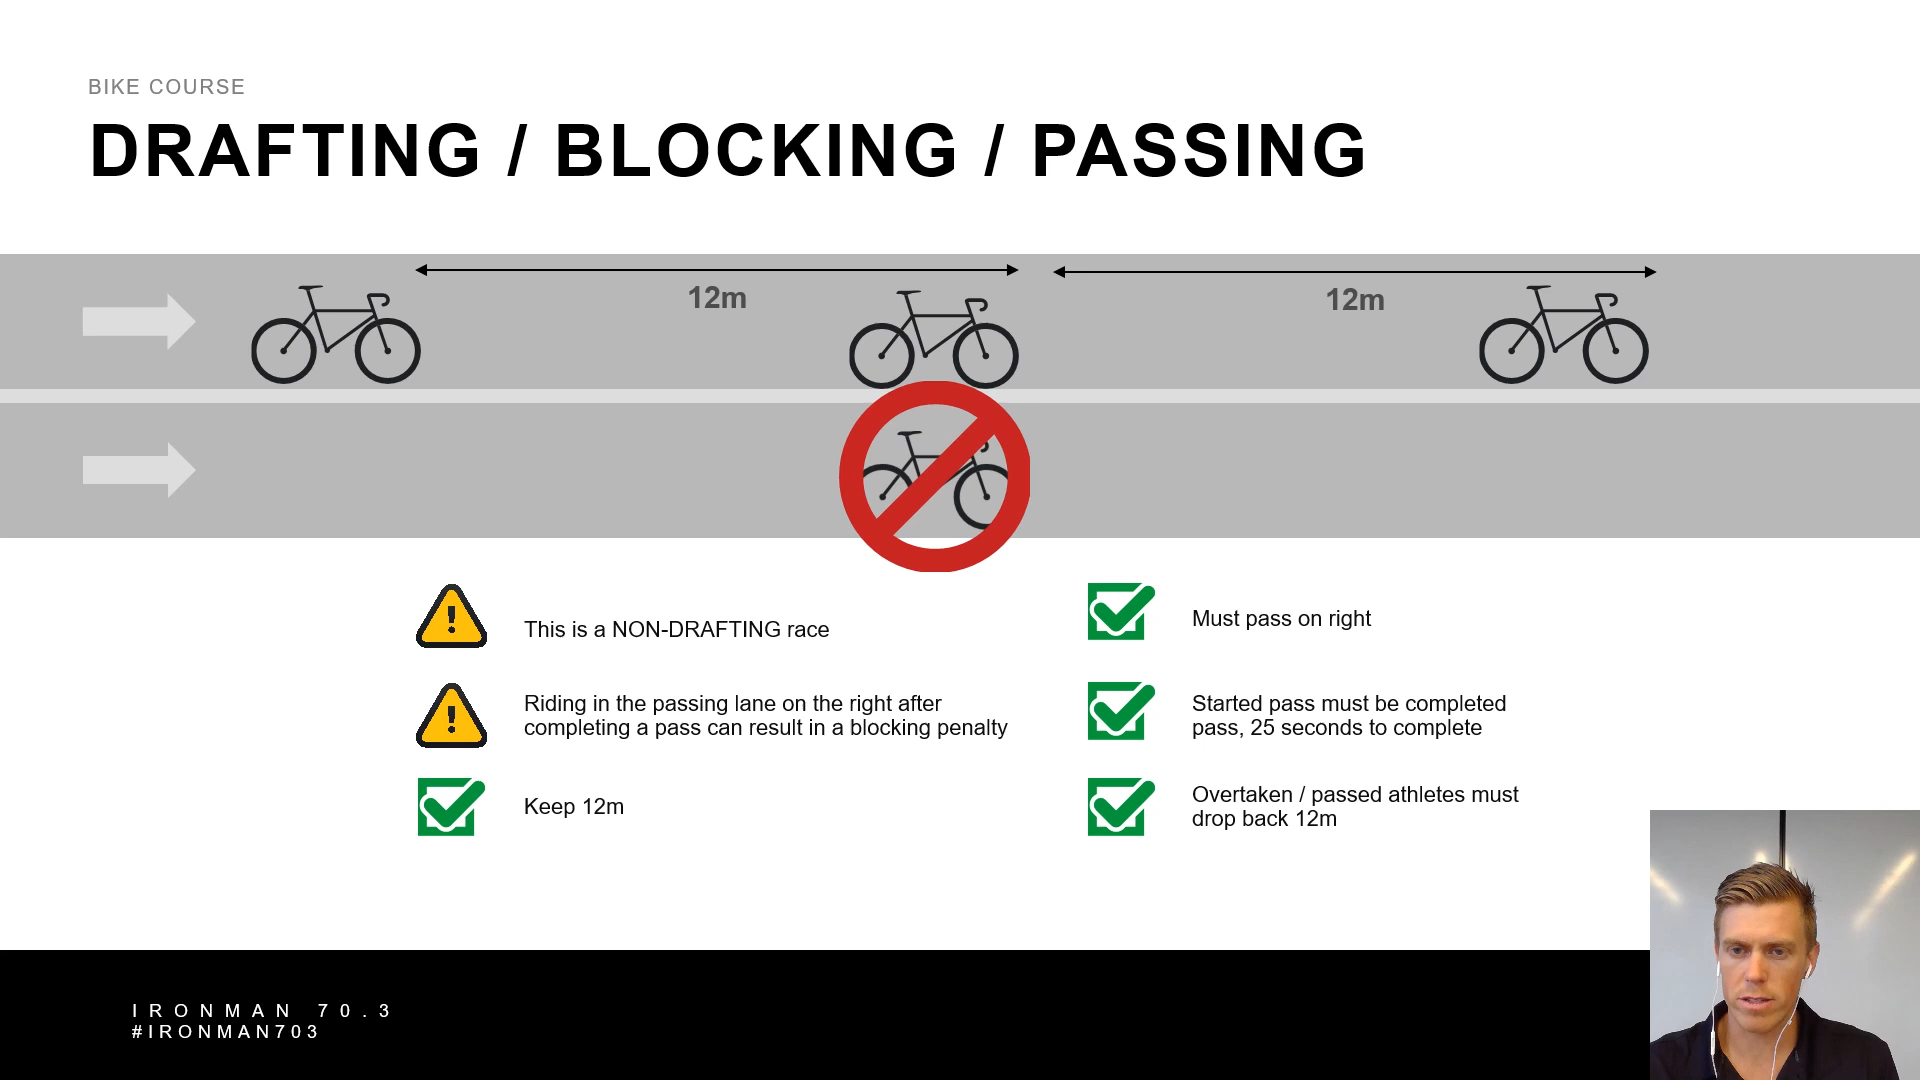 BIKE COURSE
DRAFTING / BLOCKING / PASSING
12m
12m
This is a NON-DRAFTING race
Riding in the passing lane on the right after
completing a pass can result in a blocking penalty
Keep 12m
Must pass on right
Started pass must be completed
pass, 25 seconds to complete
Overtaken / passed athletes must
drop back 12m
IRONMAN 70.3
#IRONMAN703